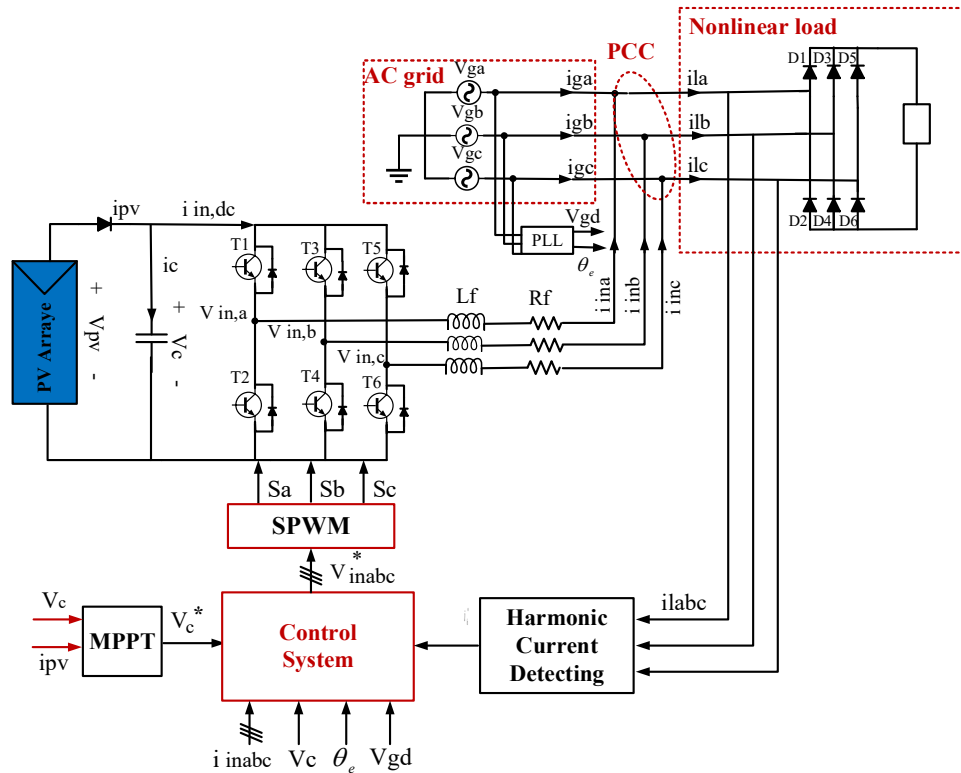 Nonlinear load
PCC
D1 D3 D5
AC grid
Vga
iga
ila
Vgb
igb
ilb
Vgc
igc
ilc
D2 D4 D6
Vgd
PLL
θe
ipv
i in,dc
T1
T3
T5
ic
PV Arraye
+ Vpv -
+ Vc -
V in,a
V in,b
V in,c
Lf
Rf
i ina
i inb
i inc
T2
T4
T6
Sa
Sb
Sc
SPWM
V*inabc
Vc
ipv
MPPT
Vc*
Control
System
Harmonic
Current
Detecting
ilabc
i inabc
Vc
θe
Vgd